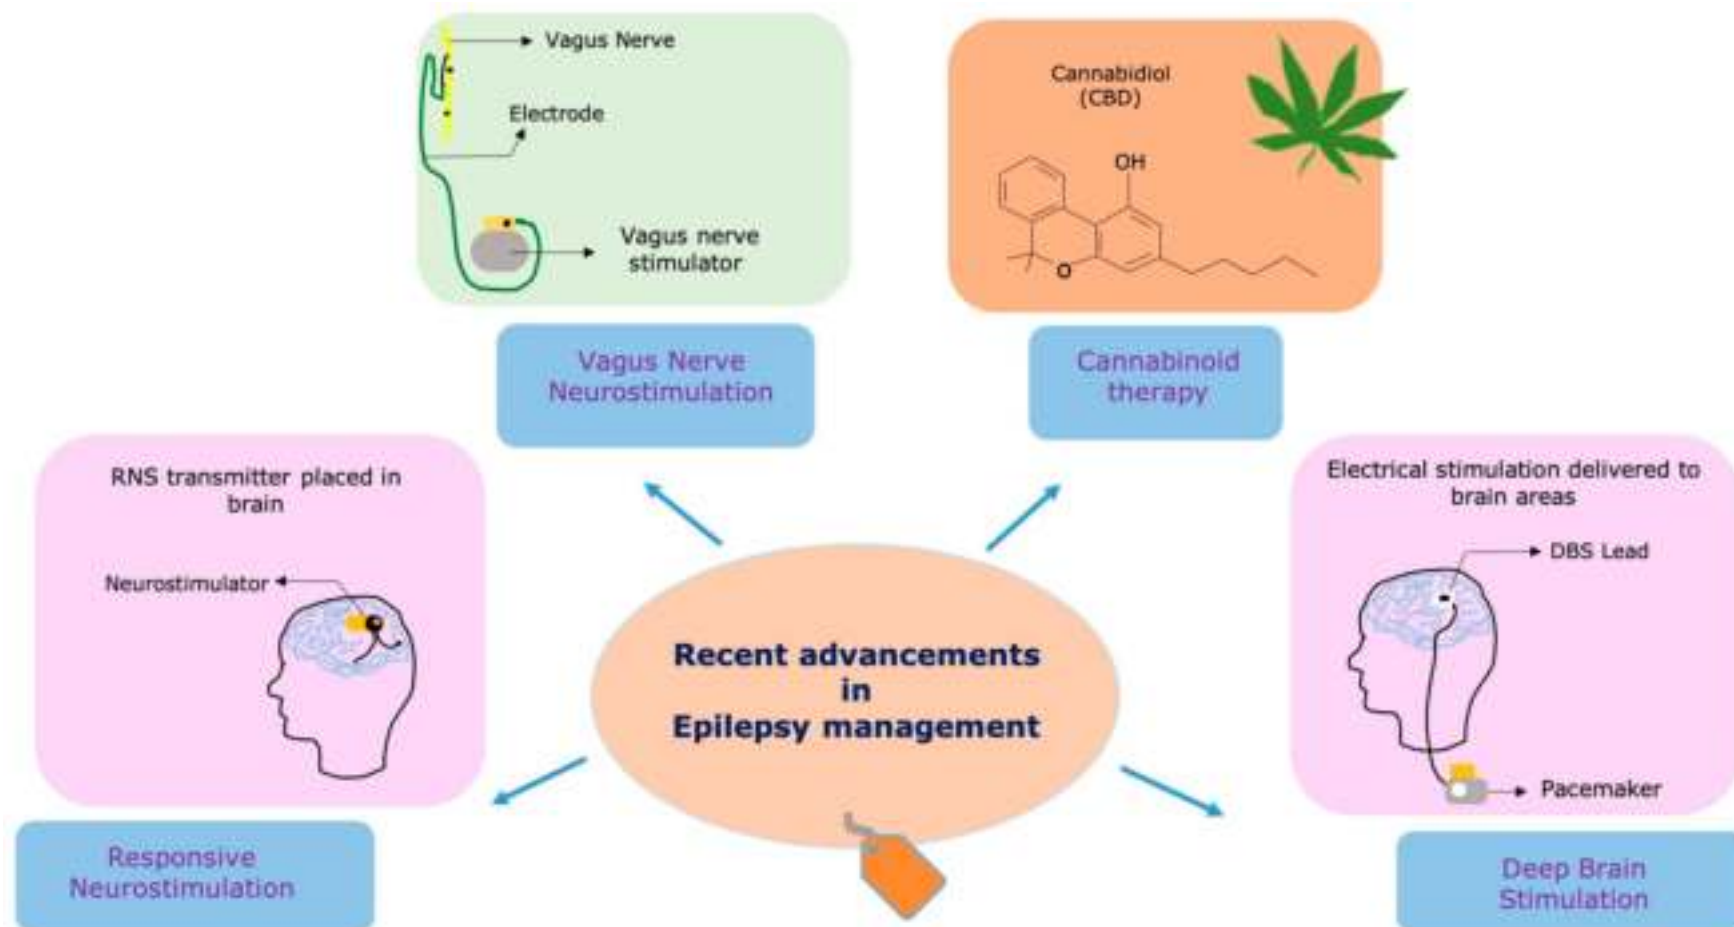 Vagus Nerve
Electrode
Vagus nerve
stimulator
Vagus Nerve
Neurostimulation
Cannabidiol
(CBD)
OH
O
Cannabinoid
therapy
RNS transmitter placed in
brain
Neurostimulator
Responsive
Neurostimulation
Recent advancements
in
Epilepsy management
Electrical stimulation delivered to
brain areas
DBS Lead
Pacemaker
Deep Brain
Stimulation